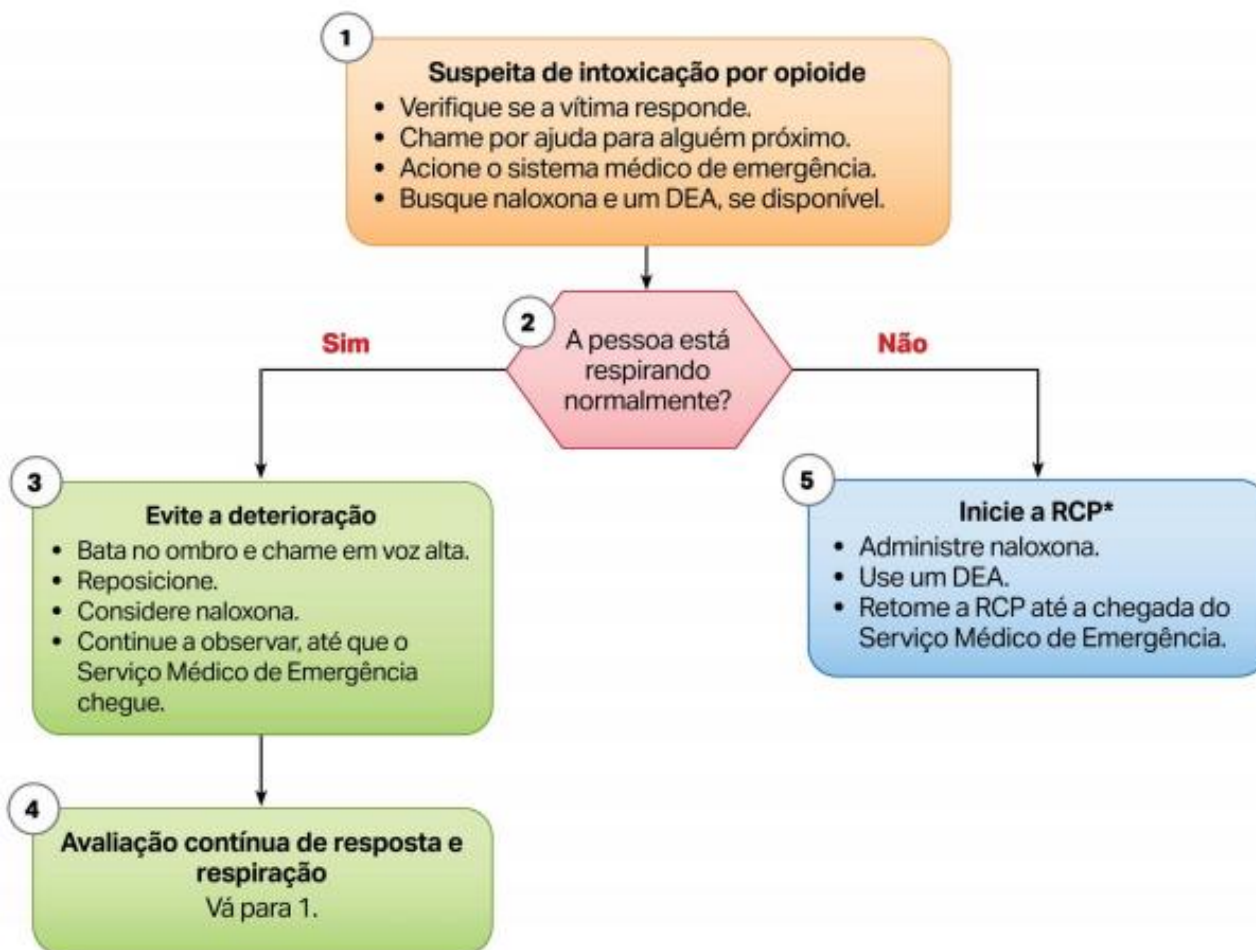 1
Suspeita de intoxicação por opioide
• Verifique se a vítima responde.
• Chame por ajuda para alguém próximo.
• Acione o sistema médico de emergência.
• Busque naloxona e um DEA, se disponível.
2
A pessoa está
respirando
normalmente?
Sim
Não
3
Evite a deterioração
• Bata no ombro e chame em voz alta.
• Reposicione.
• Considere naloxona.
• Continue a observar, até que o
Serviço Médico de Emergência
chegue.
4
Avaliação contínua de resposta e
respiração
Vá para 1.
5
Inicie a RCP*
• Administre naloxona.
• Use um DEA.
• Retome a RCP até a chegada do
Serviço Médico de Emergência.